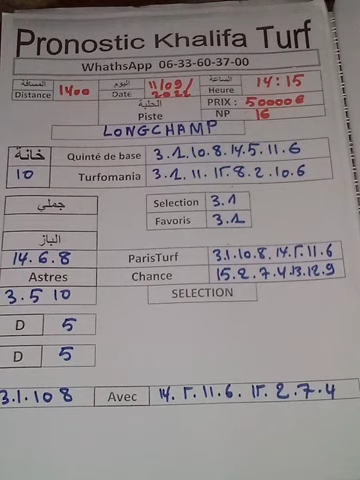 Pronostic Khalifa Turf
WhathsApp 06-33-60-37-00
المسافة Distance 1400 اليوم Date 11/09/2022 الساعة Heure 14:15
الحلبة Piste PRIX : 50000€
NP 16
LONGCHAMP
خانة Quinté de base 3.1.10.8.14.5.11.6
10 Turfomania 3.1.11.15.8.2.10.6
جملي Selection 3.1
Favoris 3.1
الباز
14.6.8 ParisTurf 3.1.10.8.14.5.11.6
Astres Chance 15.2.7.4.13.12.9
3.5 10 SELECTION
D 5
D 5
3.1.10 8 Avec 14.5.11.6.15.2.7.4